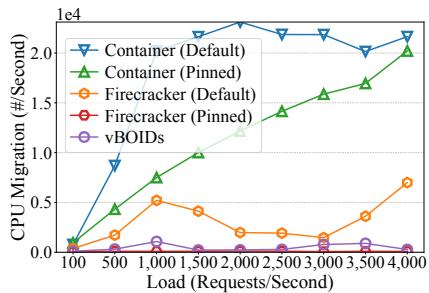 1e4
CPU Migration (#/Second)
2.0
1.5
1.0
0.5
0.0
Container (Default)
Container (Pinned)
Firecracker (Default)
Firecracker (Pinned)
vBOIDs
100 500 1,000 1,500 2,000 2,500 3,000 3,500 4,000
Load (Requests/Second)